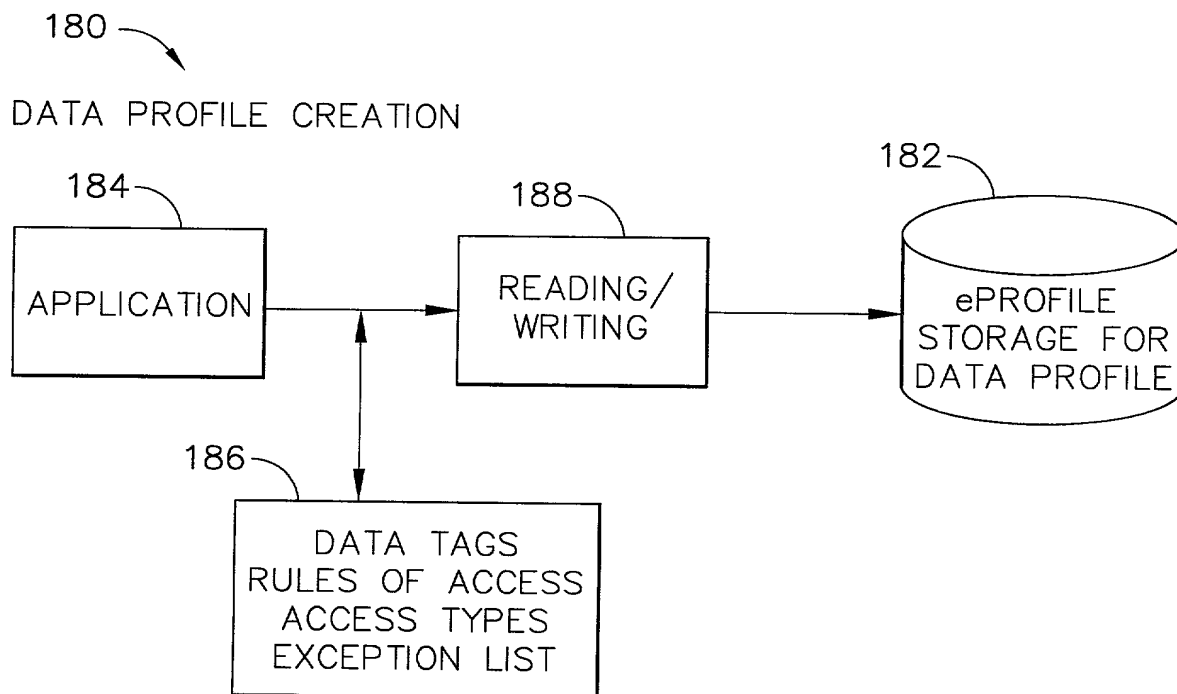 180
DATA PROFILE CREATION
184
188
182
APPLICATION
READING/
WRITING
ePROFILE
STORAGE FOR
DATA PROFILE
186
DATA TAGS
RULES OF ACCESS
ACCESS TYPES
EXCEPTION LIST